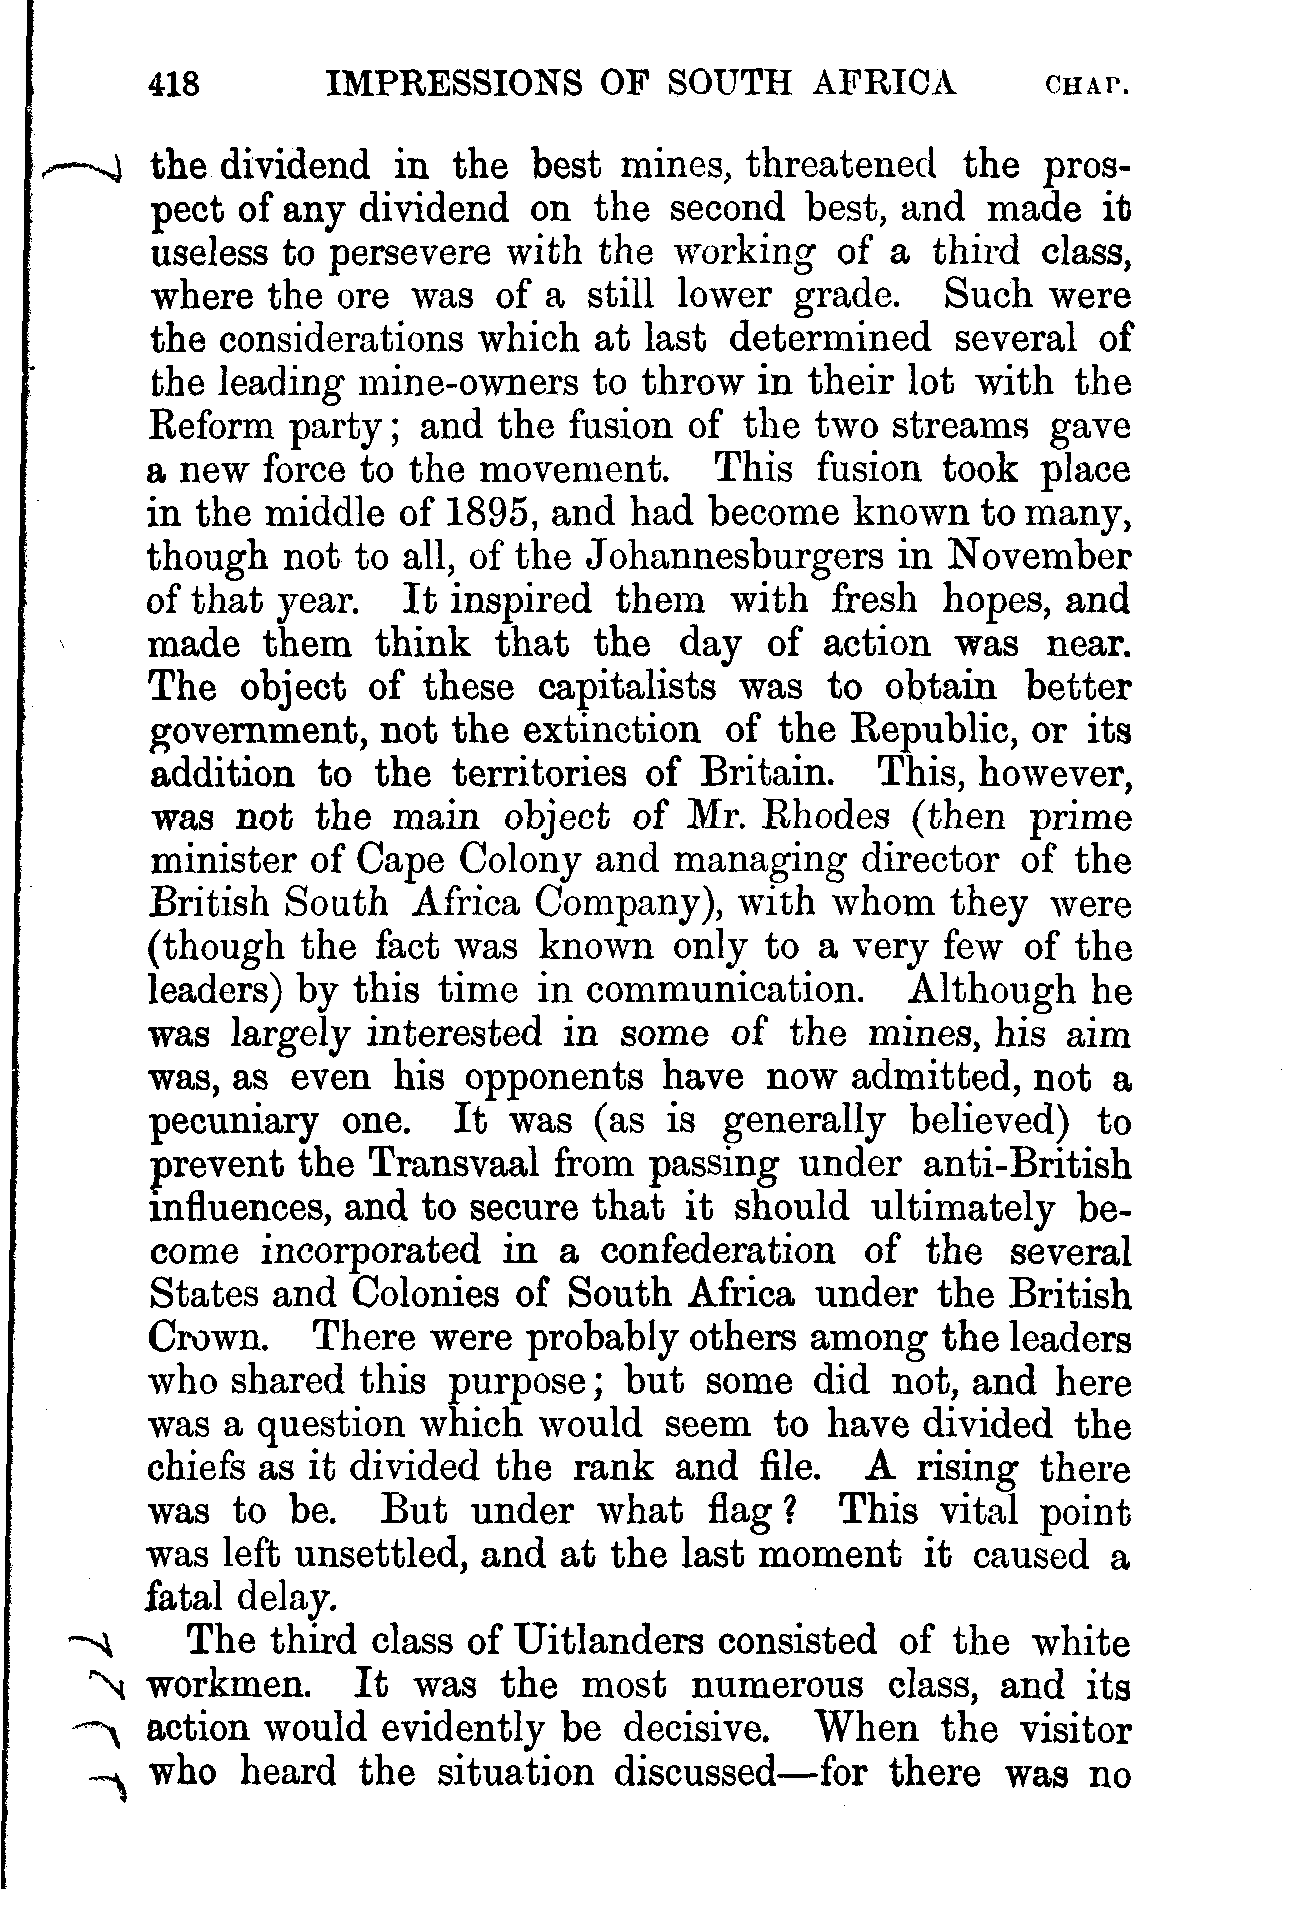 418 IMPRESSIONS OF SOUTH AFRICA CHAP.
the dividend in the best mines, threatened the pros-
pect of any dividend on the second best, and made it
useless to persevere with the working of a third class,
where the ore was of a still lower grade. Such were
the considerations which at last determined several of
the leading mine-owners to throw in their lot with the
Reform party; and the fusion of the two streams gave
a new force to the movement. This fusion took place
in the middle of 1895, and had become known to many,
though not to all, of the Johannesburgers in November
of that year. It inspired them with fresh hopes, and
made them think that the day of action was near.
The object of these capitalists was to obtain better
government, not the extinction of the Republic, or its
addition to the territories of Britain. This, however,
was not the main object of Mr. Rhodes (then prime
minister of Cape Colony and managing director of the
British South Africa Company), with whom they were
(though the fact was known only to a very few of the
leaders) by this time in communication. Although he
was largely interested in some of the mines, his aim
was, as even his opponents have now admitted, not a
pecuniary one. It was (as is generally believed) to
prevent the Transvaal from passing under anti-British
influences, and to secure that it should ultimately be-
come incorporated in a confederation of the several
States and Colonies of South Africa under the British
Crown. There were probably others among the leaders
who shared this purpose; but some did not, and here
was a question which would seem to have divided the
chiefs as it divided the rank and file. A rising there
was to be. But under what flag? This vital point
was left unsettled, and at the last moment it caused a
fatal delay.
The third class of Uitlanders consisted of the white
workmen. It was the most numerous class, and its
action would evidently be decisive. When the visitor
who heard the situation discussed—for there was no